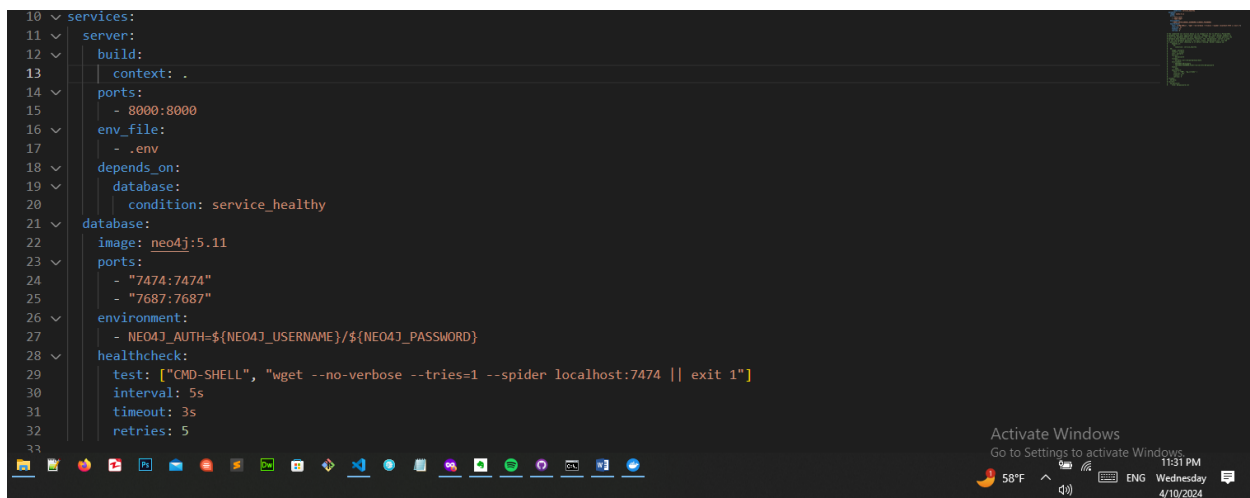 10 services:
11 server:
12 build:
13 context: .
14 ports:
15 - 8000:8000
16 env_file:
17 - .env
18 depends_on:
19 database:
20 condition: service_healthy
21 database:
22 image: neo4j:5.11
23 ports:
24 - "7474:7474"
25 - "7687:7687"
26 environment:
27 - NEO4J_AUTH=${NEO4J_USERNAME}/${NEO4J_PASSWORD}
28 healthcheck:
29 test: ["CMD-SHELL", "wget --no-verbose --tries=1 --spider localhost:7474 || exit 1"]
30 interval: 5s
31 timeout: 3s
32 retries: 5
33
Activate Windows
Go to Settings to activate Windows.
58°F ENG 11:31 PM
Wednesday
4/10/2024